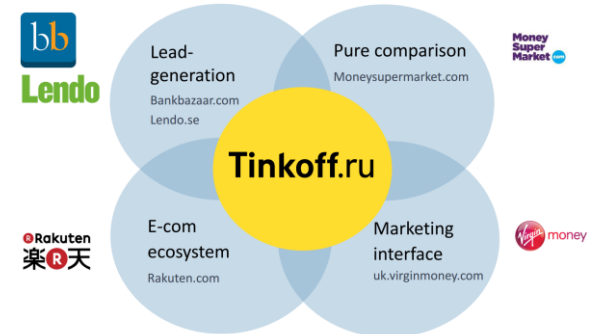 bb
Lendo
Lead-
generation
Bankbazaar.com
Lendo.se
Pure comparison
Moneysupermarket.com
Money
Super
Market.com
Tinkoff.ru
Rakuten
楽R天
E-com
ecosystem
Rakuten.com
Marketing
interface
uk.virginmoney.com
Virgin money